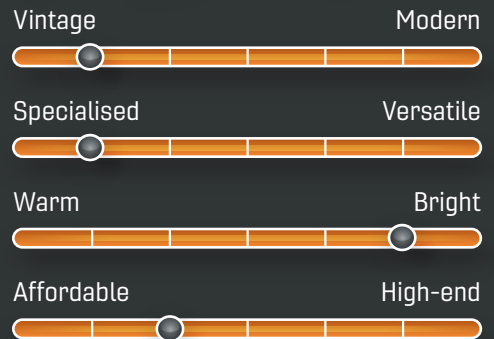 Vintage Modern
Specialised Versatile
Warm Bright
Affordable High-end